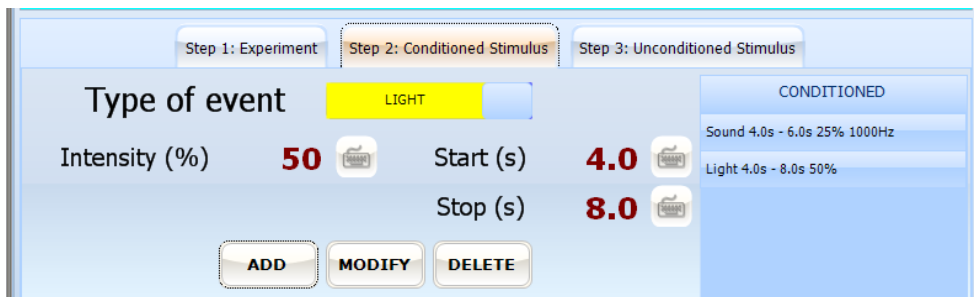 Step 1: Experiment Step 2: Conditioned Stimulus Step 3: Unconditioned Stimulus
Type of event LIGHT
Intensity (%) 50 Start (s) 4.0
Stop (s) 8.0
ADD MODIFY DELETE
CONDITIONED
Sound 4.0s - 6.0s 25% 1000Hz
Light 4.0s - 8.0s 50%